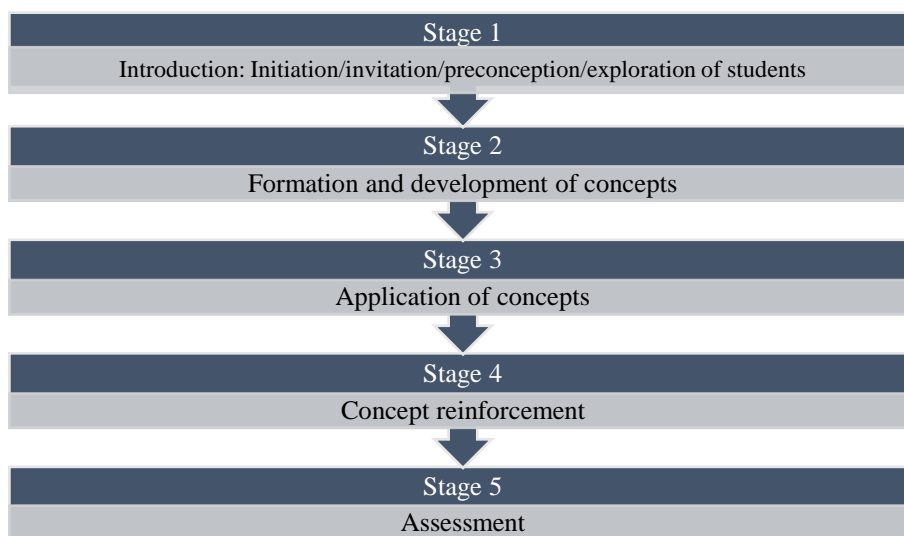 Stage 1
Introduction: Initiation/invitation/preconception/exploration of students
Stage 2
Formation and development of concepts
Stage 3
Application of concepts
Stage 4
Concept reinforcement
Stage 5
Assessment